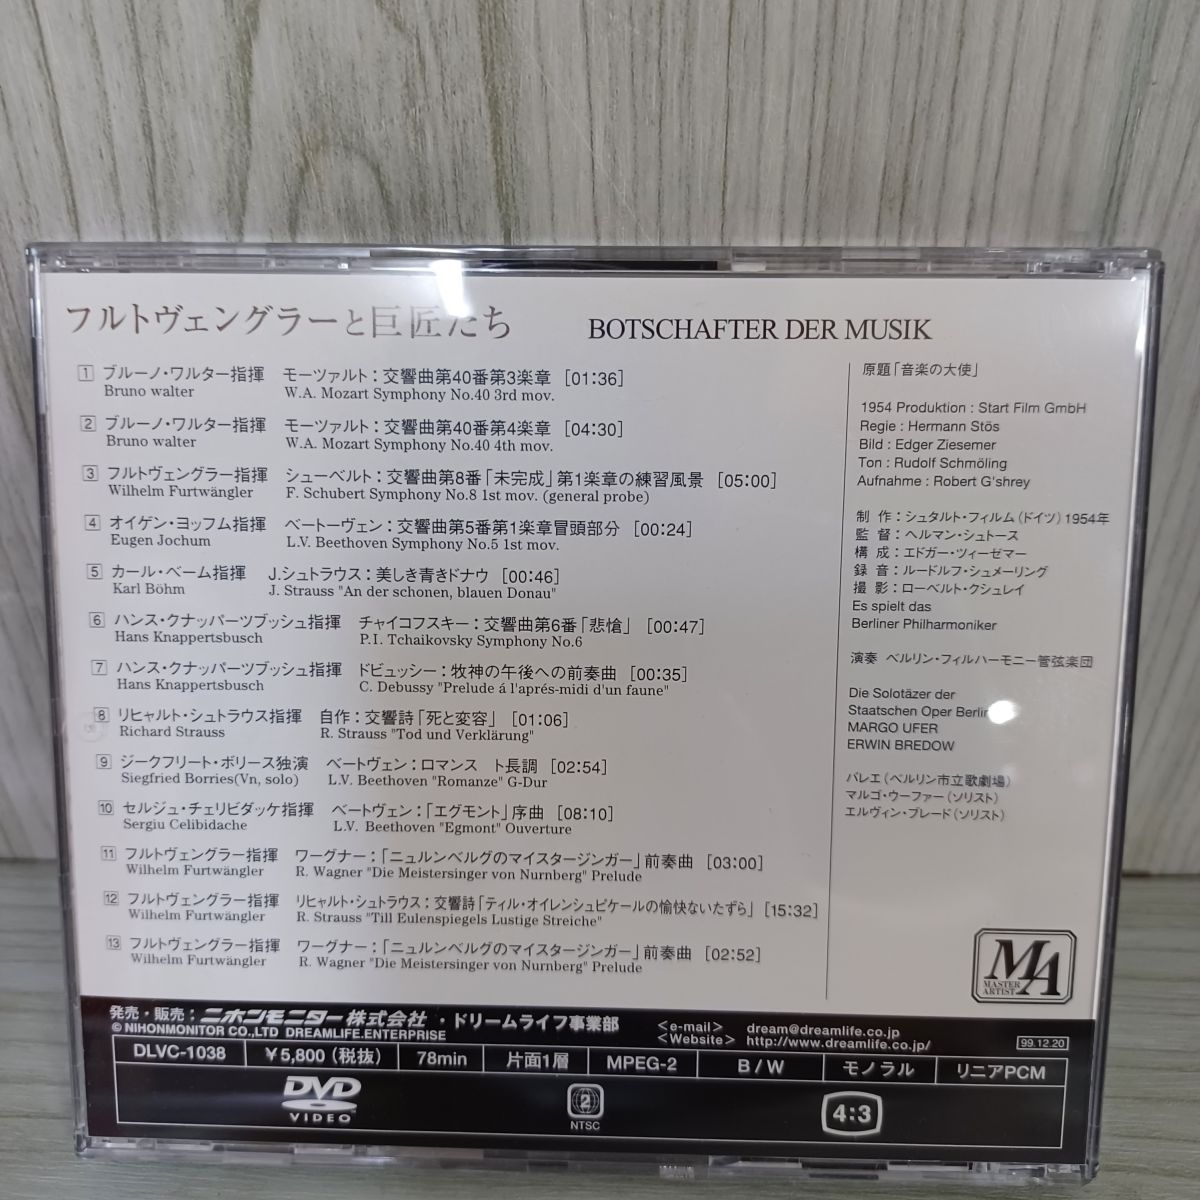 フルトヴェングラーと巨匠たち
BOTSCHAFTER DER MUSIK
1 ブルーノ・ワルター指揮 モーツァルト：交響曲第40番第3楽章 [01:36]
Bruno walter W.A. Mozart Symphony No.40 3rd mov.
2 ブルーノ・ワルター指揮 モーツァルト：交響曲第40番第4楽章 [04:30]
Bruno walter W.A. Mozart Symphony No.40 4th mov.
3 フルトヴェングラー指揮 シューベルト：交響曲第8番「未完成」第1楽章の練習風景 [05:00]
Wilhelm Furtwängler F. Schubert Symphony No.8 1st mov. (general probe)
4 オイゲン・ヨッフム指揮 ベートーヴェン：交響曲第5番第1楽章冒頭部分 [00:24]
Eugen Jochum L.V. Beethoven Symphony No.5 1st mov.
5 カール・ベーム指揮 J.シュトラウス：美しき青きドナウ [00:46]
Karl Böhm J. Strauss "An der schonen, blauen Donau"
6 ハンス・クナッパーツブッシュ指揮 チャイコフスキー：交響曲第6番「悲愴」 [00:47]
Hans Knappertsbusch P.I. Tchaikovsky Symphony No.6
7 ハンス・クナッパーツブッシュ指揮 ドビュッシー：牧神の午後への前奏曲 [00:35]
Hans Knappertsbusch C. Debussy "Prelude á l'aprés-midi d'un faune"
8 リヒャルト・シュトラウス指揮 自作：交響詩「死と変容」 [01:06]
Richard Strauss R. Strauss "Tod und Verklärung"
9 ジークフリート・ボリース独演 ベートヴェン：ロマンス ト長調 [02:54]
Siegfried Borries(Vn, solo) L.V. Beethoven "Romanze" G-Dur
10 セルジュ・チェリビダッケ指揮 ベートヴェン：「エグモント」序曲 [08:10]
Sergiu Celibidache L.V. Beethoven "Egmont" Ouverture
11 フルトヴェングラー指揮 ワーグナー：「ニュルンベルグのマイスタージンガー」前奏曲 [03:00]
Wilhelm Furtwängler R. Wagner "Die Meistersinger von Nurnberg" Prelude
12 フルトヴェングラー指揮 リヒャルト・シュトラウス：交響詩「ティル・オイレンシュピゲールの愉快ないたずら」 [15:32]
Wilhelm Furtwängler R. Strauss "Till Eulenspiegels Lustige Streiche"
13 フルトヴェングラー指揮 ワーグナー：「ニュルンベルグのマイスタージンガー」前奏曲 [02:52]
Wilhelm Furtwängler R. Wagner "Die Meistersinger von Nurnberg" Prelude
原題「音楽の大使」
1954 Produktion : Start Film GmbH
Regie : Hermann Stös
Bild : Edger Ziesemer
Ton : Rudolf Schmöling
Aufnahme : Robert G'shrey
制 作：シュタルト・フィルム（ドイツ）1954年
監 督：ヘルマン・シュトース
構 成：エドガー・ツィーゼマー
録 音：ルードルフ・シュメーリング
撮 影：ローベルト・クシュレイ
Es spielt das
Berliner Philharmoniker
演奏 ベルリン・フィルハーモニー管弦楽団
Die Solotäzer der
Staatschen Oper Berlin
MARGO UFER
ERWIN BREDOW
バレエ（ベルリン市立歌劇場）
マルゴ・ウーファー（ソリスト）
エルヴィン・ブレード（ソリスト）
MA
MASTER
ARTIST
発売・販売：ニホンモニター株式会社・ドリームライフ事業部
© NIHONMONITOR CO.,LTD DREAMLIFE.ENTERPRISE
<e-mail> dream@dreamlife.co.jp
<Website> http://www.dreamlife.co.jp/
99.12.20
DLVC-1038 ￥5,800（税抜） 78min 片面1層 MPEG-2 B/W モノラル リニアPCM
DVD
VIDEO
2
NTSC
4:3